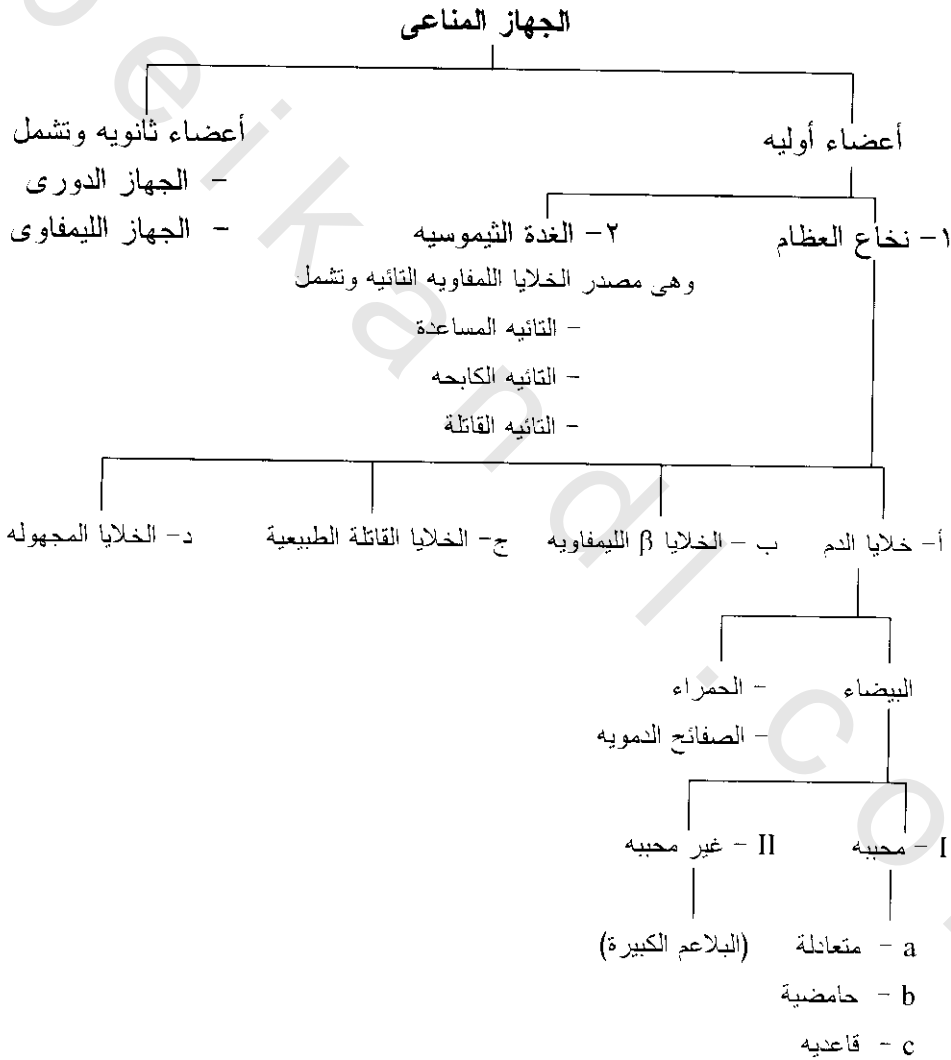 الجهاز المناعى
أعضاء أوليه
أعضاء ثانويه وتشمل
- الجهاز الدورى
- الجهاز الليمفاوى
١- نخاع العظام
٢- الغدة الثيموسيه
وهى مصدر الخلايا اللمفاويه التائيه وتشمل
- التائيه المساعدة
- التائيه الكابحه
- التائيه القاتلة
أ- خلايا الدم
ب - الخلايا β الليمفاويه
ج- الخلايا القاتلة الطبيعية
د- الخلايا المجهوله
البيضاء
- الحمراء
- الصفائح الدمويه
I - محببه
II - غير محببه
a - متعادلة
(البلاعم الكبيرة)
b - حامضية
c - قاعديه
beikandl.com